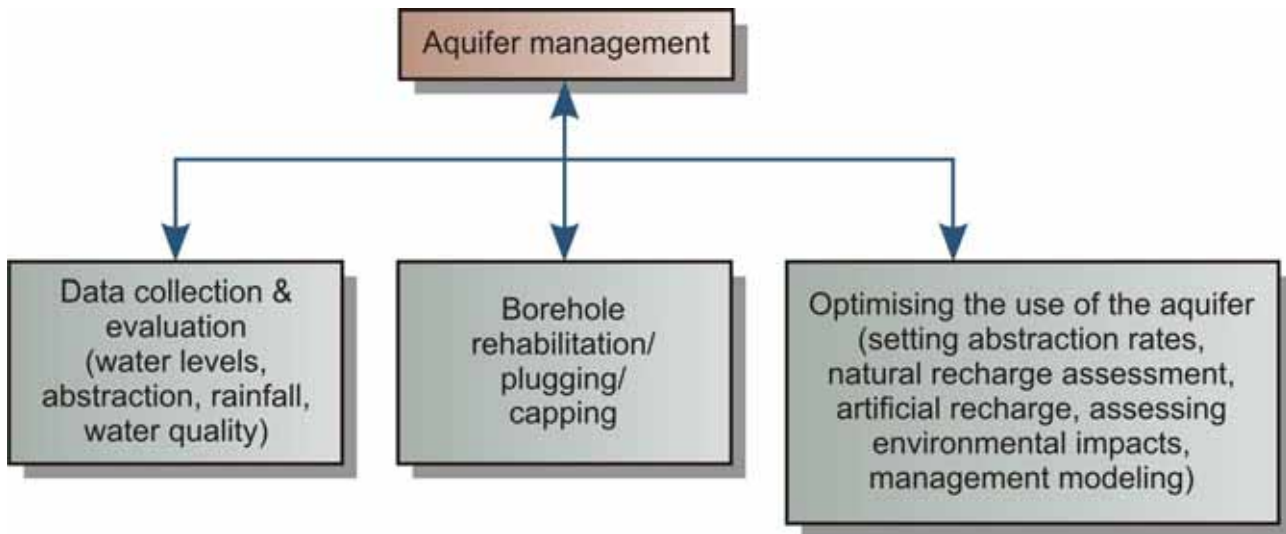 Aquifer management
Data collection &
evaluation
(water levels,
abstraction, rainfall,
water quality)
Borehole
rehabilitation/
plugging/
capping
Optimising the use of the aquifer
(setting abstraction rates,
natural recharge assessment,
artificial recharge, assessing
environmental impacts,
management modeling)